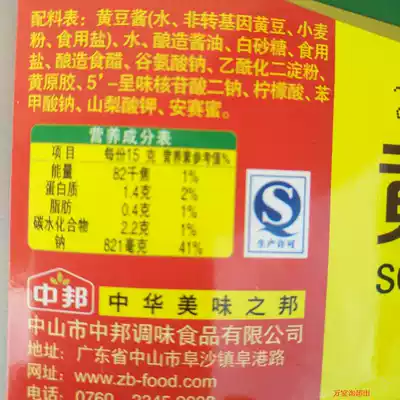 配料表: 黄豆酱(水、非转基因黄豆、小麦
粉、食用盐)、水、酿造酱油、白砂糖、食用
盐、酿造食醋、谷氨酸钠、乙酰化二淀粉、
黄原胶、5'-呈味核苷酸二钠、柠檬酸、苯
甲酸钠、山梨酸钾、安赛蜜。
营养成分表
项目 每份15 克 营养素参考值%
能量 82千焦 1%
蛋白质 1.4克 2%
脂肪 0.4克 1%
碳水化合物 2.2克 1%
钠 821毫克 41%
QS
生产许可
中邦 中华美味之邦
中山市中邦调味食品有限公司
地址: 广东省中山市阜沙镇阜港路
网址: www.zb-food.com
电话: 0760
万宝南超市